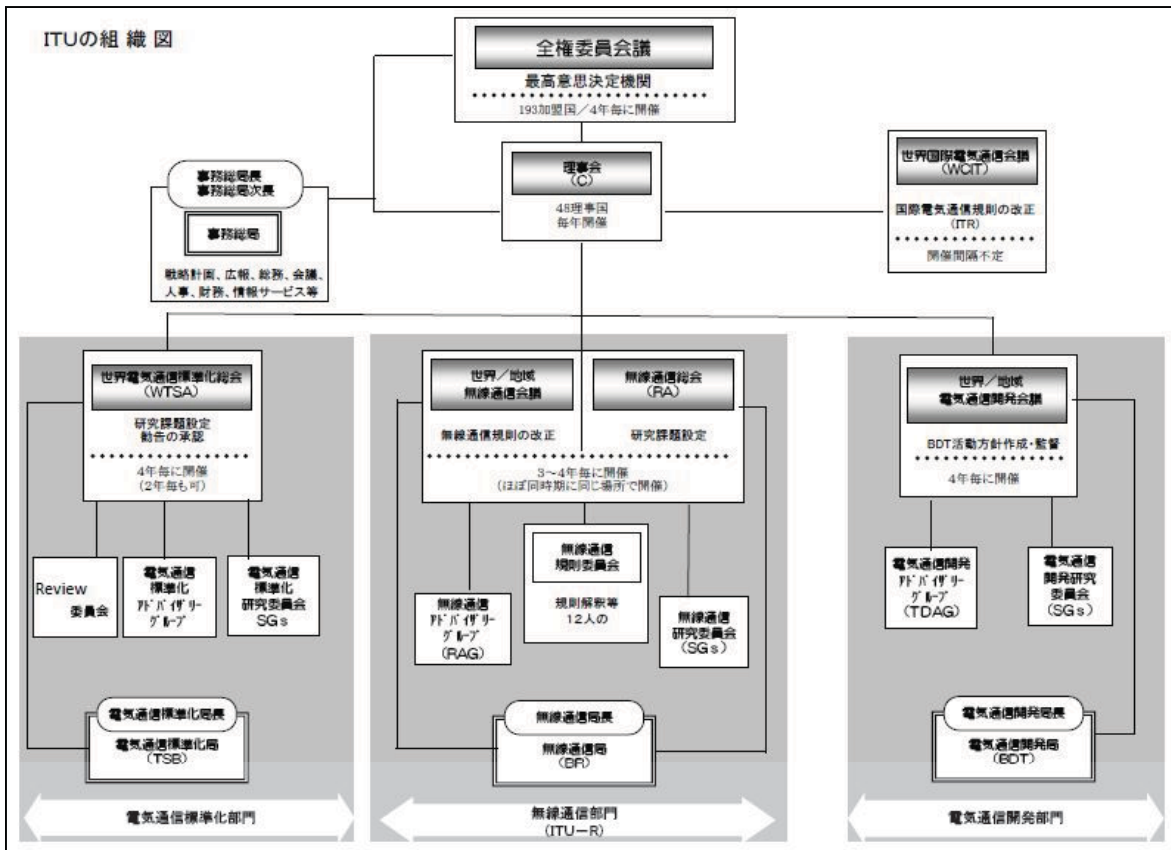 ITUの組織図
全権委員会議
最高意思決定機関
193加盟国／4年毎に開催
事務総局長
事務総局次長
事務総局
戦略計画、広報、総務、会議、
人事、財務、情報サービス等
理事会
(C)
48理事国
毎年開催
世界国際電気通信会議
(WCIT)
国際電気通信規則の改正
(ITR)
開催間隔不定
世界電気通信標準化総会
(WTSA)
研究課題設定
勧告の承認
4年毎に開催
(2年毎も可)
世界／地域
無線通信会議
無線通信規則の改正
無線通信総会
(RA)
研究課題設定
3～4年毎に開催
(ほぼ同時期に同じ場所で開催)
世界／地域
電気通信開発会議
BDT活動方針作成・監督
4年毎に開催
Review
委員会
電気通信
標準化
ｱﾄﾞﾊﾞｲｻﾞﾘｰ
ｸﾞﾙｰﾌﾟ
電気通信
標準化
研究委員会
SGs
無線通信
ｱﾄﾞﾊﾞｲｻﾞﾘｰ
ｸﾞﾙｰﾌﾟ
(RAG)
無線通信
規則委員会
規則解釈等
12人の
無線通信
研究委員会
(SGs)
電気通信開発
ｱﾄﾞﾊﾞｲｻﾞﾘｰ
ｸﾞﾙｰﾌﾟ
(TDAG)
電気通信
開発研究
委員会
(SGs)
電気通信標準化局長
電気通信標準化局
(TSB)
無線通信局長
無線通信局
(BR)
電気通信開発局長
電気通信開発局
(BDT)
電気通信標準化部門
無線通信部門
(ITU－R)
電気通信開発部門